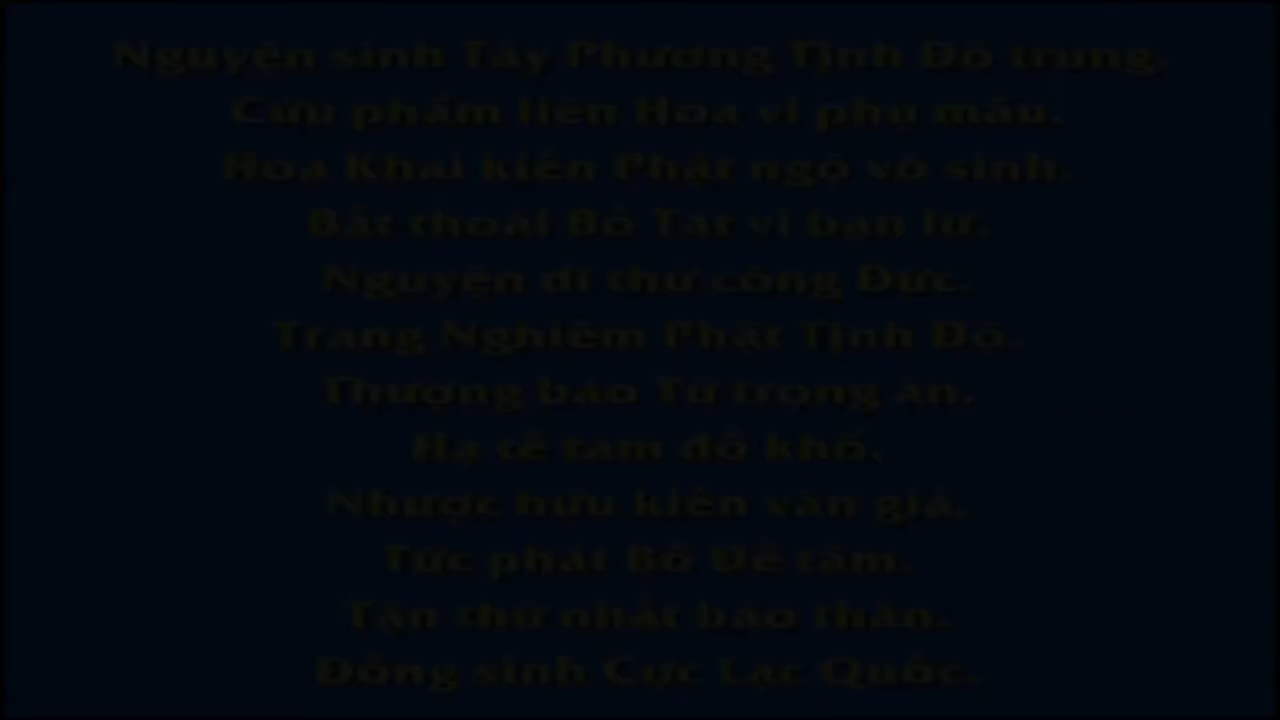 Nguyện sinh Tây Phương Tịnh Độ trung.
Cửu phẩm liên Hoa vi phụ mẫu.
Hoa Khai kiến Phật ngộ vô sinh.
Bất thoái Bồ Tát vi bạn lữ.
Nguyện dĩ thử công Đức.
Trang Nghiêm Phật Tịnh Độ.
Thượng báo Tứ trọng ân.
Hạ tế tam đồ khổ.
Nhược hữu kiến văn giả.
Tức phát Bồ Đề tâm.
Tận thử nhất báo thân.
Đồng sinh Cực Lạc Quốc.